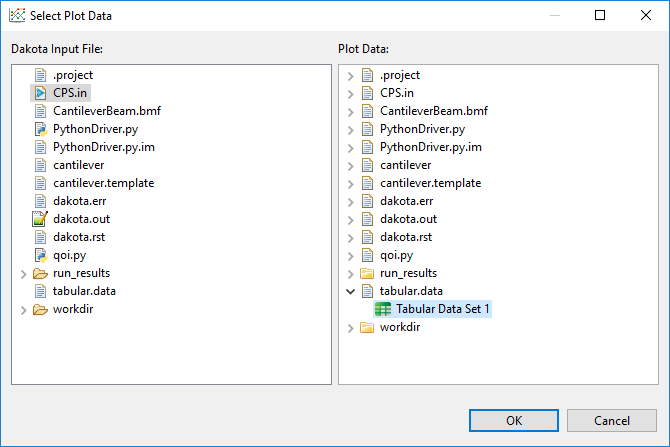 Select Plot Data
Dakota Input File:
.project
CPS.in
CantileverBeam.bmf
PythonDriver.py
PythonDriver.py.im
cantilever
cantilever.template
dakota.err
dakota.out
dakota.rst
qoi.py
run_results
tabular.data
workdir
Plot Data:
.project
CPS.in
CantileverBeam.bmf
PythonDriver.py
PythonDriver.py.im
cantilever
cantilever.template
dakota.err
dakota.out
dakota.rst
qoi.py
run_results
tabular.data
Tabular Data Set 1
workdir
OK
Cancel